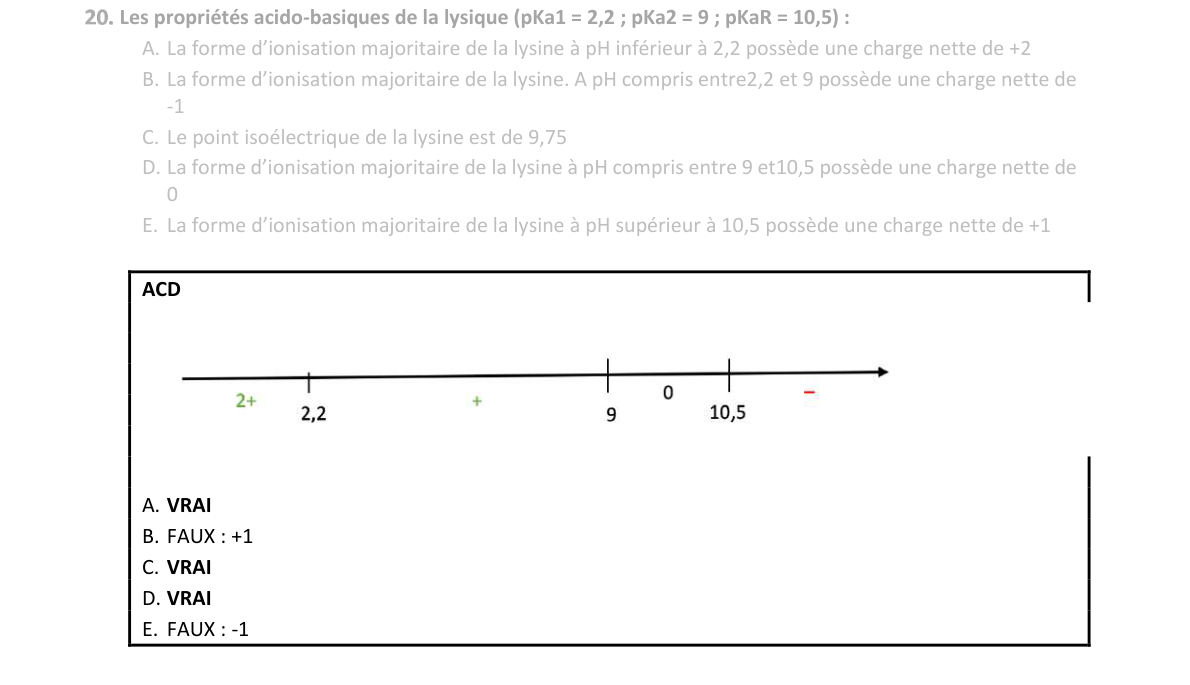 20. Les propriétés acido-basiques de la lysique (pKa1 = 2,2 ; pKa2 = 9 ; pKaR = 10,5) :
A. La forme d’ionisation majoritaire de la lysine à pH inférieur à 2,2 possède une charge nette de +2
B. La forme d’ionisation majoritaire de la lysine. A pH compris entre2,2 et 9 possède une charge nette de
-1
C. Le point isoélectrique de la lysine est de 9,75
D. La forme d’ionisation majoritaire de la lysine à pH compris entre 9 et10,5 possède une charge nette de
0
E. La forme d’ionisation majoritaire de la lysine à pH supérieur à 10,5 possède une charge nette de +1
ACD
2+ + 0 –
2,2 9 10,5
A. VRAI
B. FAUX : +1
C. VRAI
D. VRAI
E. FAUX : -1